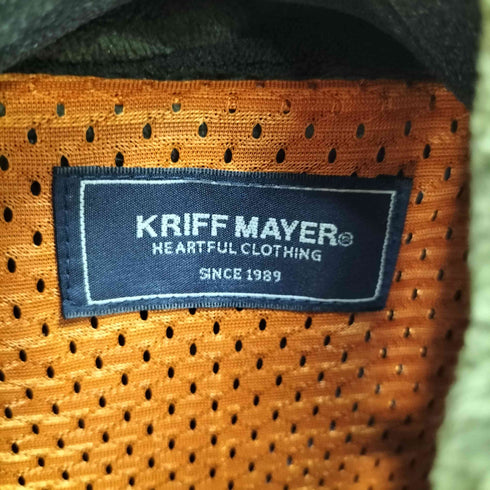 KRIFF MAYER®
HEARTFUL CLOTHING
SINCE 1989